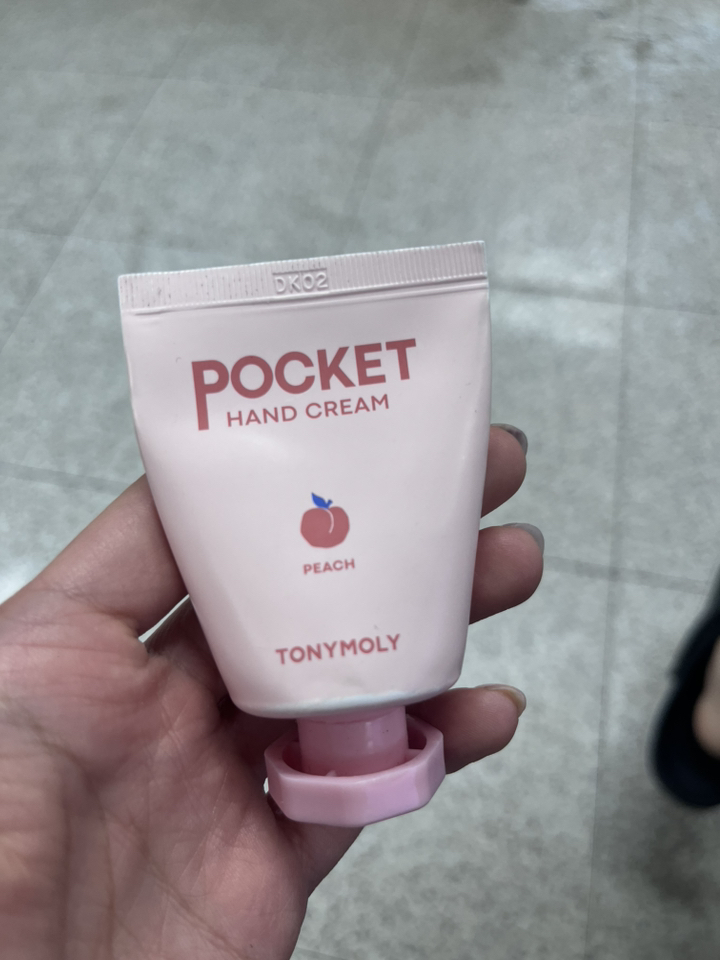 DK02
POCKET
HAND CREAM
PEACH
TONYMOLY